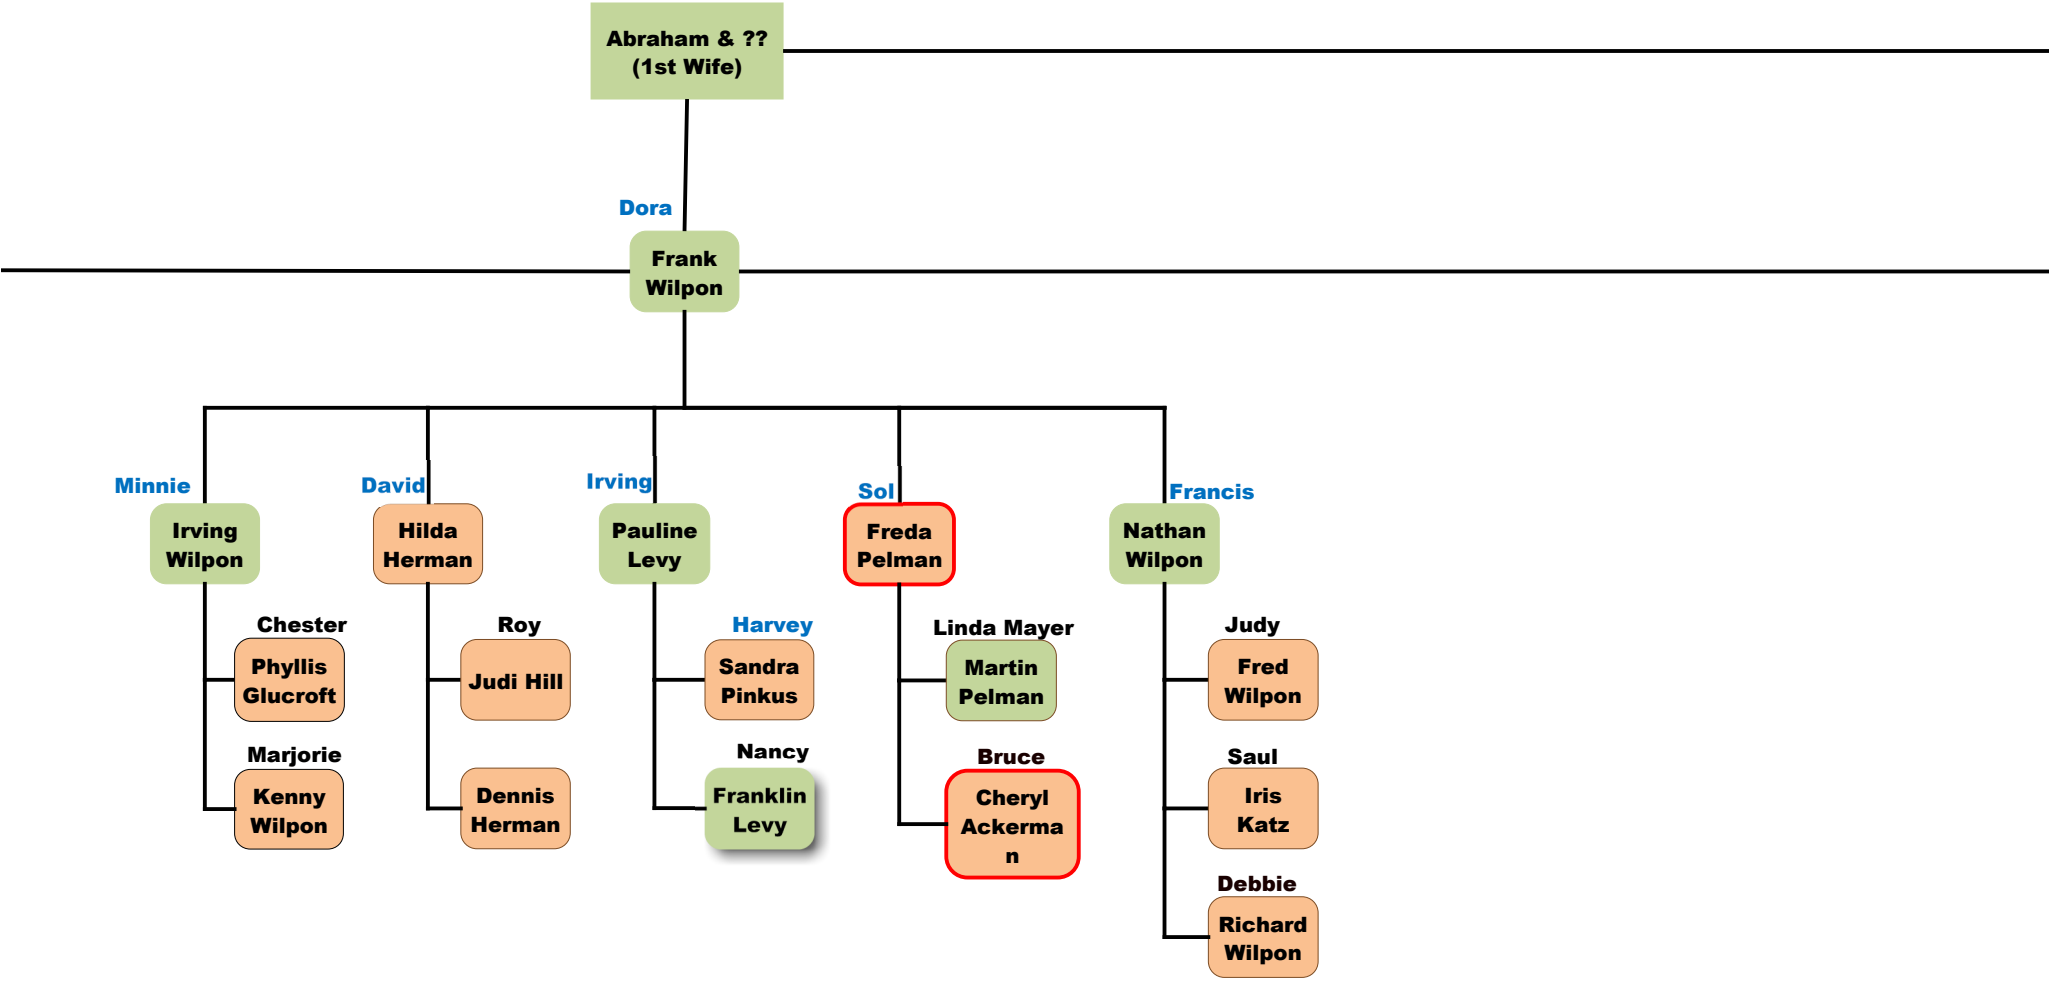 Abraham & ??
(1st Wife)
Dora
Frank
Wilpon
Minnie
Irving
Wilpon
Chester
Phyllis
Glucroft
Marjorie
Kenny
Wilpon
David
Hilda
Herman
Roy
Judi Hill
Dennis
Herman
Irving
Pauline
Levy
Harvey
Sandra
Pinkus
Nancy
Franklin
Levy
Sol
Freda
Pelman
Linda Mayer
Martin
Pelman
Bruce
Cheryl
Ackerma
n
Francis
Nathan
Wilpon
Judy
Fred
Wilpon
Saul
Iris
Katz
Debbie
Richard
Wilpon